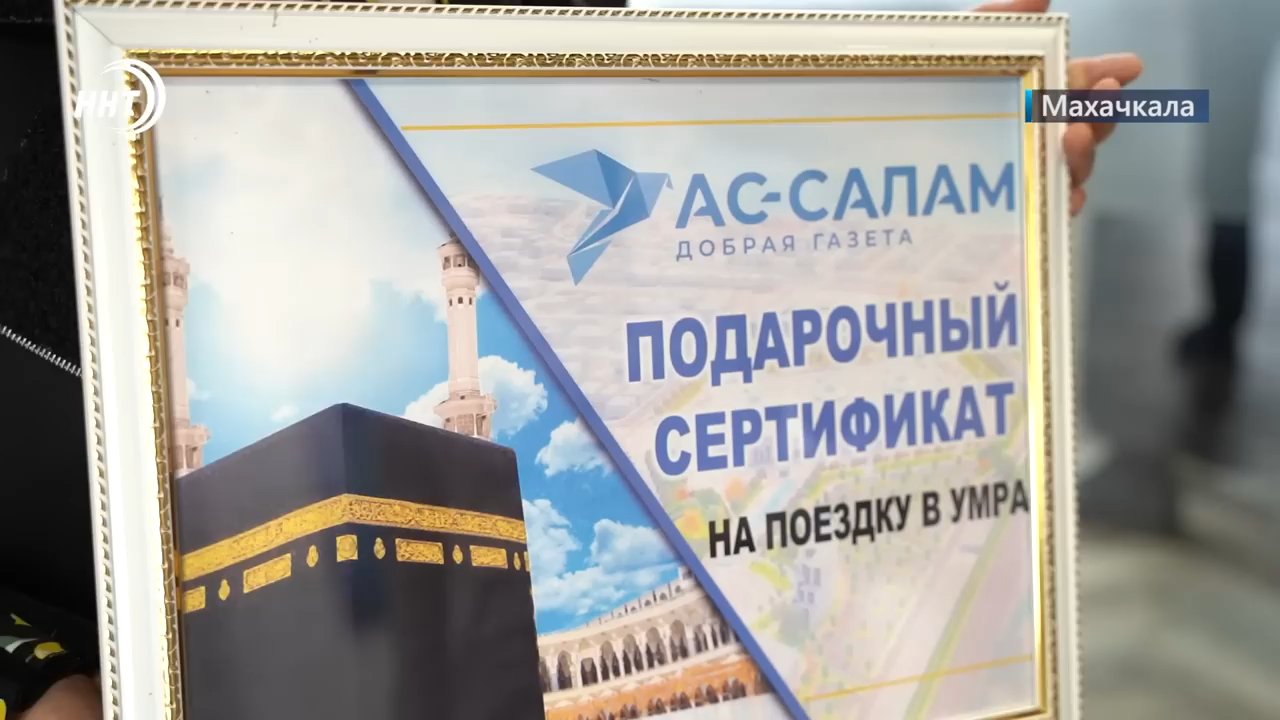 ННТ
Махачкала
АС-САЛАМ
ДОБРАЯ ГАЗЕТА
ПОДАРОЧНЫЙ
СЕРТИФИКАТ
НА ПОЕЗДКУ В УМРА